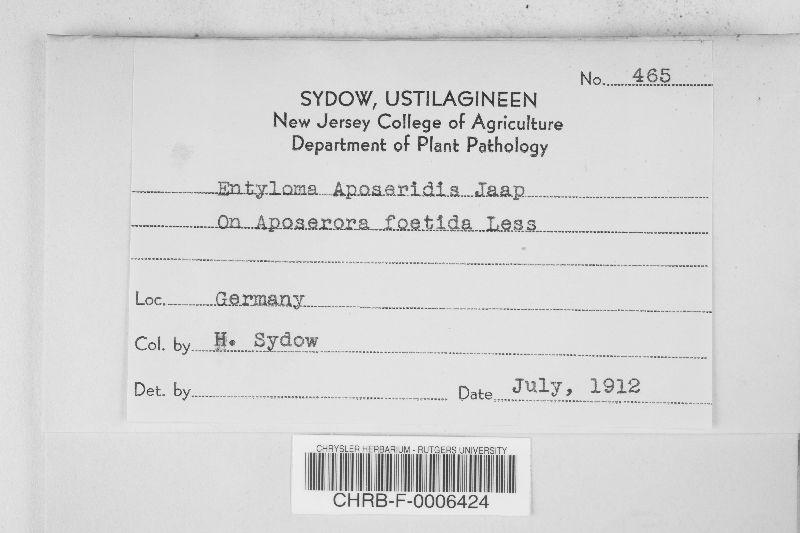 No. 465
SYDOW, USTILAGINEEN
New Jersey College of Agriculture
Department of Plant Pathology
Entyloma Aposeridis Jaap
On Aposerora foetida Less
Loc. Germany
Col. by H. Sydow
Det. by
Date July, 1912
CHRYSLER HERBARIUM - RUTGERS UNIVERSITY
CHRB-F-0006424